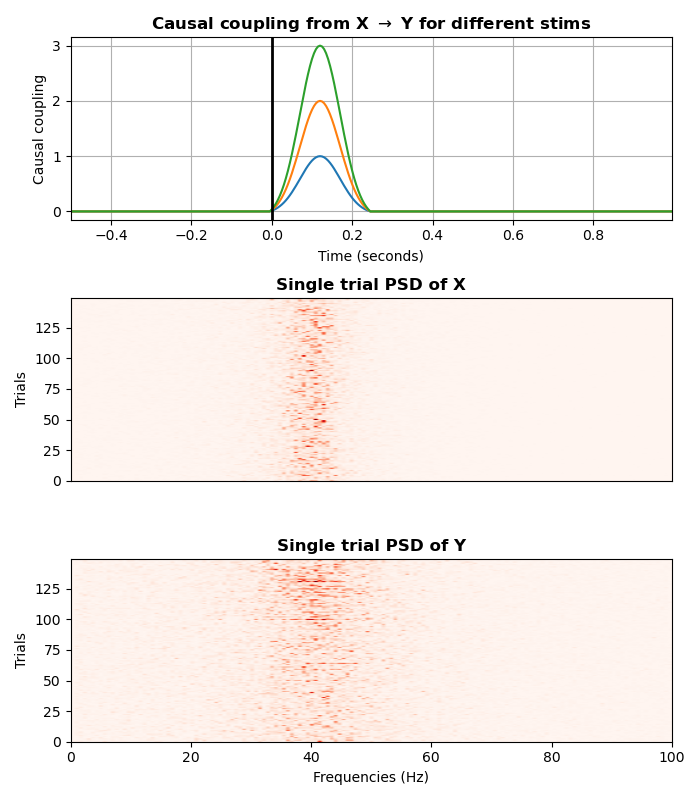 Causal coupling from X → Y for different stims
Causal coupling
3
2
1
0
−0.4 −0.2 0.0 0.2 0.4 0.6 0.8
Time (seconds)
Single trial PSD of X
Trials
125
100
75
50
25
0
Single trial PSD of Y
Trials
125
100
75
50
25
0
0 20 40 60 80 100
Frequencies (Hz)